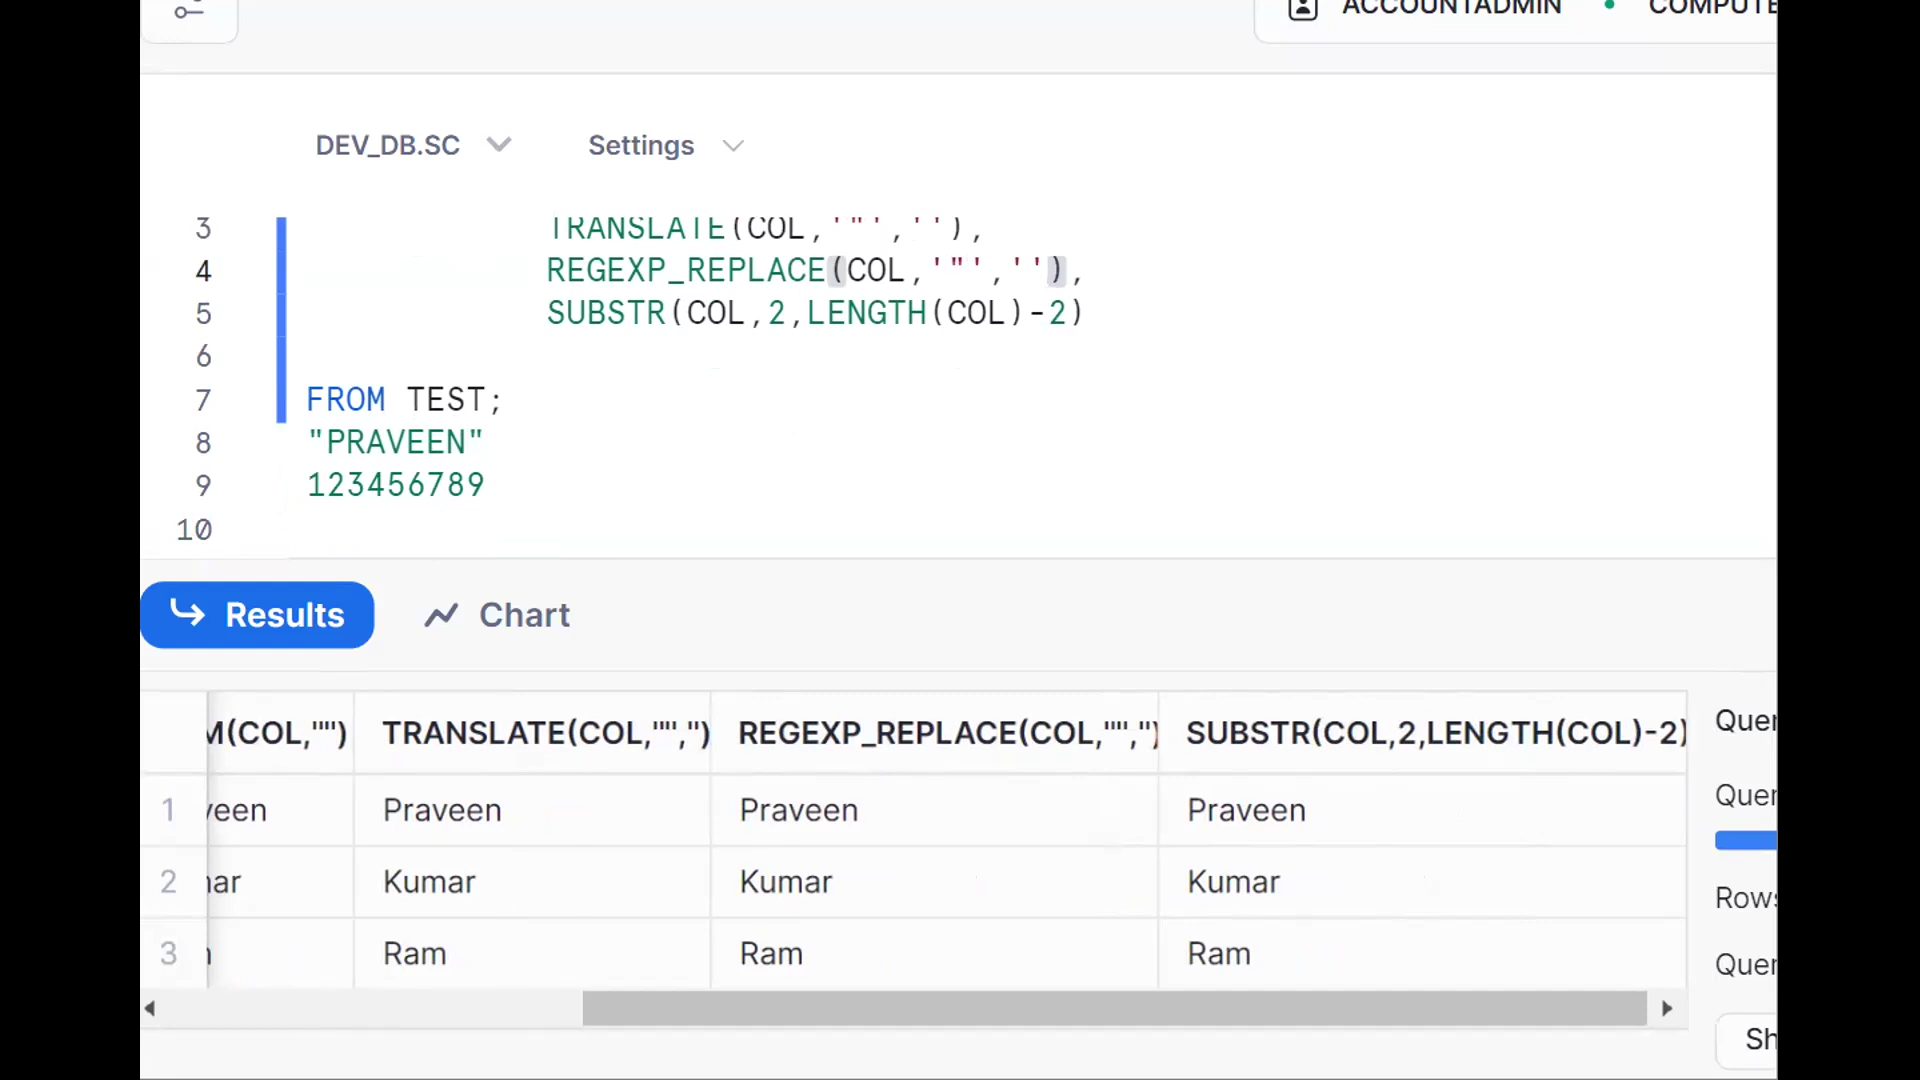 ACCOUNTADMIN
DEV_DB.SC
Settings
3 TRANSLATE(COL,'"',''),
4 REGEXP_REPLACE(COL,'"',''),
5 SUBSTR(COL,2,LENGTH(COL)-2)
6
7 FROM TEST;
8 "PRAVEEN"
9 123456789
10
Results
Chart
M(COL,'"') TRANSLATE(COL,'"','') REGEXP_REPLACE(COL,'"','') SUBSTR(COL,2,LENGTH(COL)-2)
1 veen Praveen Praveen Praveen
2 nar Kumar Kumar Kumar
3 Ram Ram Ram